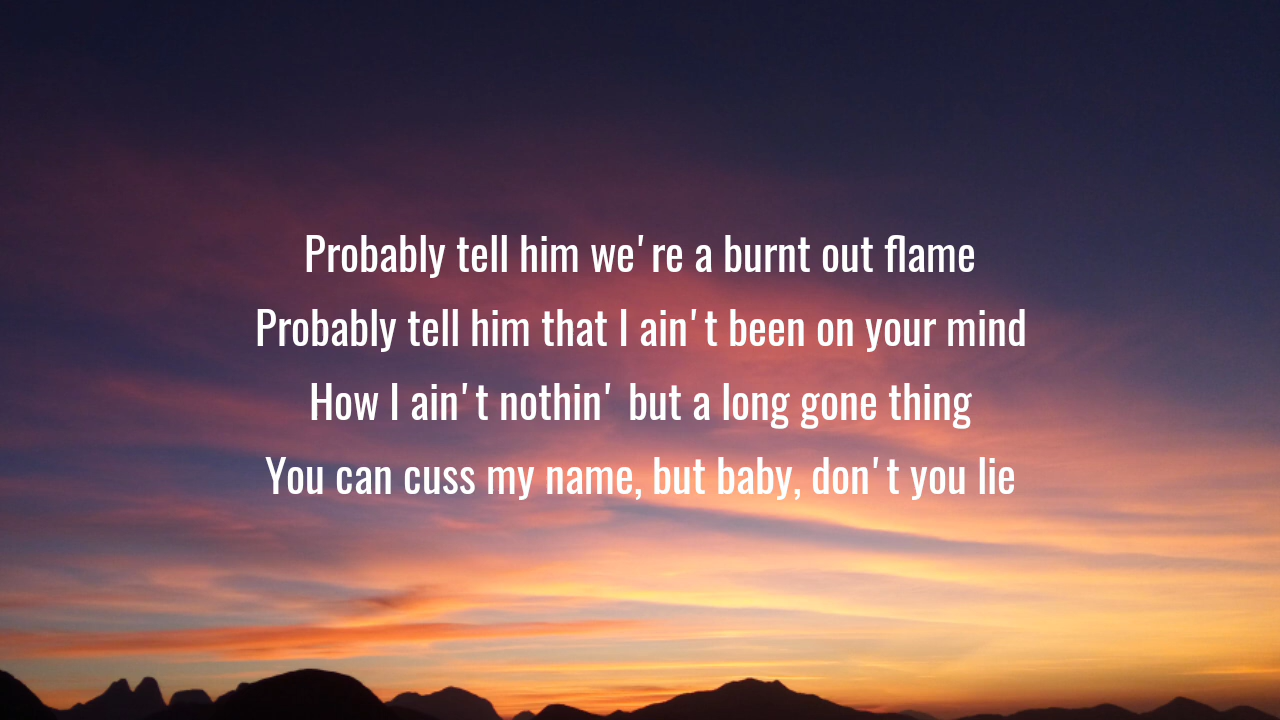 Probably tell him we're a burnt out flame
Probably tell him that I ain't been on your mind
How I ain't nothin' but a long gone thing
You can cuss my name, but baby, don't you lie